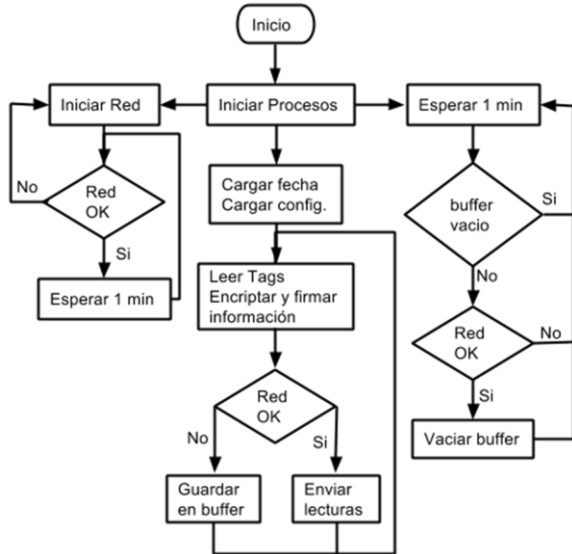 Inicio
Iniciar Red
Iniciar Procesos
Esperar 1 min
No
Red
OK
Si
Esperar 1 min
Cargar fecha
Cargar config.
Leer Tags
Encriptar y firmar
información
Red
OK
No
Si
Guardar
en buffer
Enviar
lecturas
buffer
vacio
Si
No
Red
OK
No
Si
Vaciar buffer